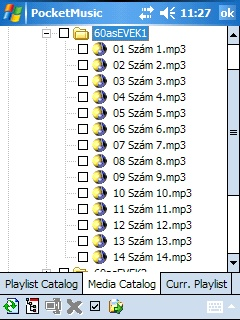 PocketMusic 11:27 ok
60asEVEK1
01 Szám 1.mp3
02 Szám 2.mp3
03 Szám 3.mp3
04 Szám 4.mp3
05 Szám 5.mp3
06 Szám 6.mp3
07 Szám 7.mp3
08 Szám 8.mp3
09 Szám 9.mp3
10 Szám 10.mp3
11 Szám 11.mp3
12 Szám 12.mp3
13 Szám 13.mp3
14 Szám 14.mp3
Playlist Catalog Media Catalog Curr. Playlist